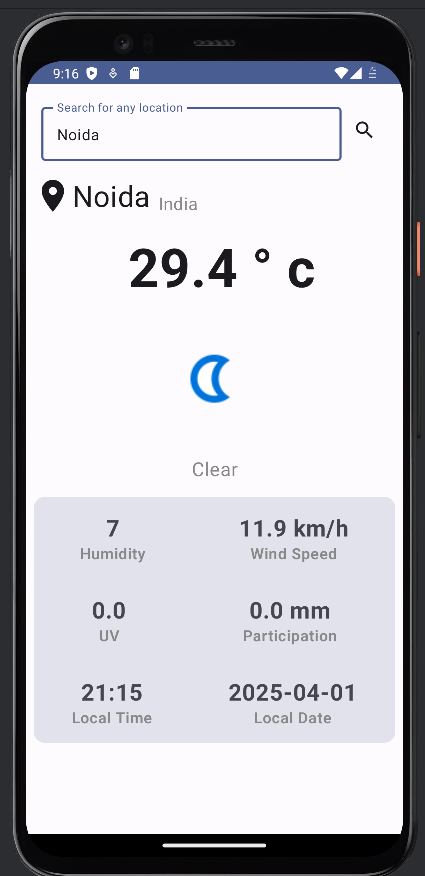 9:16
Search for any location
Noida
Noida India
29.4 ° c
Clear
7 11.9 km/h
Humidity Wind Speed
0.0 0.0 mm
UV Participation
21:15 2025-04-01
Local Time Local Date